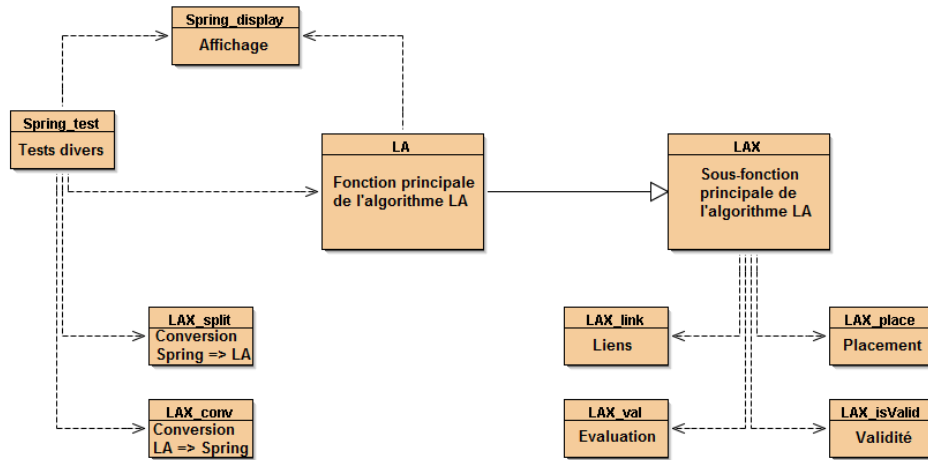 Spring_display
Affichage
Spring_test
Tests divers
LA
Fonction principale
de l'algorithme LA
LAX
Sous-fonction
principale de
l'algorithme LA
LAX_split
Conversion
Spring => LA
LAX_link
Liens
LAX_place
Placement
LAX_conv
Conversion
LA => Spring
LAX_val
Evaluation
LAX_isValid
Validité